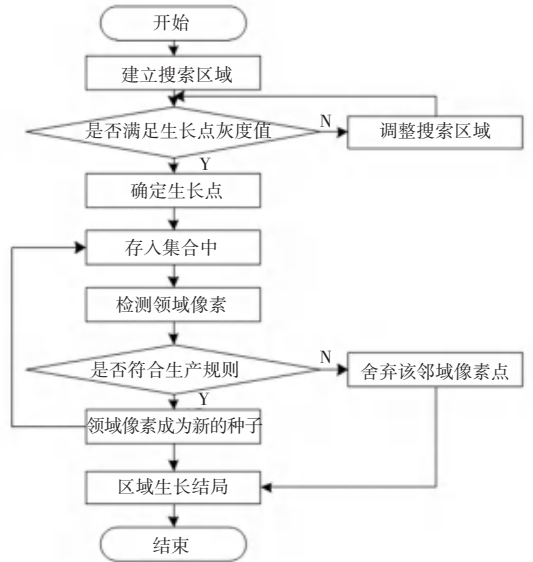 开始
建立搜索区域
是否满足生长点灰度值
N
调整搜索区域
Y
确定生长点
存入集合中
检测领域像素
是否符合生产规则
N
舍弃该邻域像素点
Y
领域像素成为新的种子
区域生长结局
结束